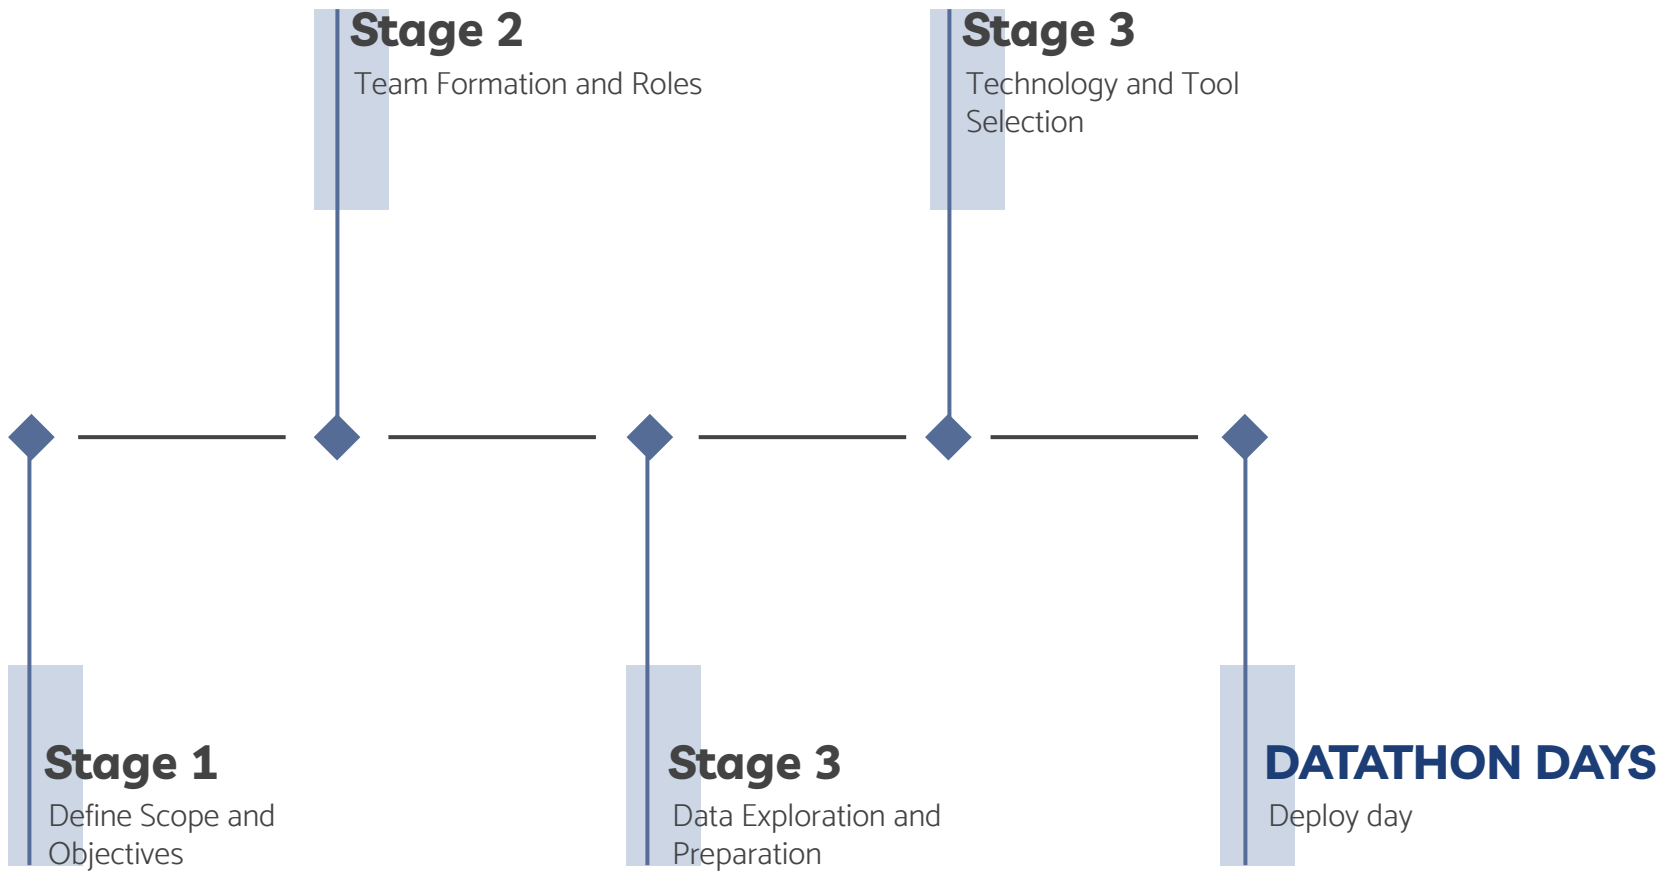 Stage 2
Team Formation and Roles
Stage 3
Technology and Tool
Selection
Stage 1
Define Scope and
Objectives
Stage 3
Data Exploration and
Preparation
DATATHON DAYS
Deploy day